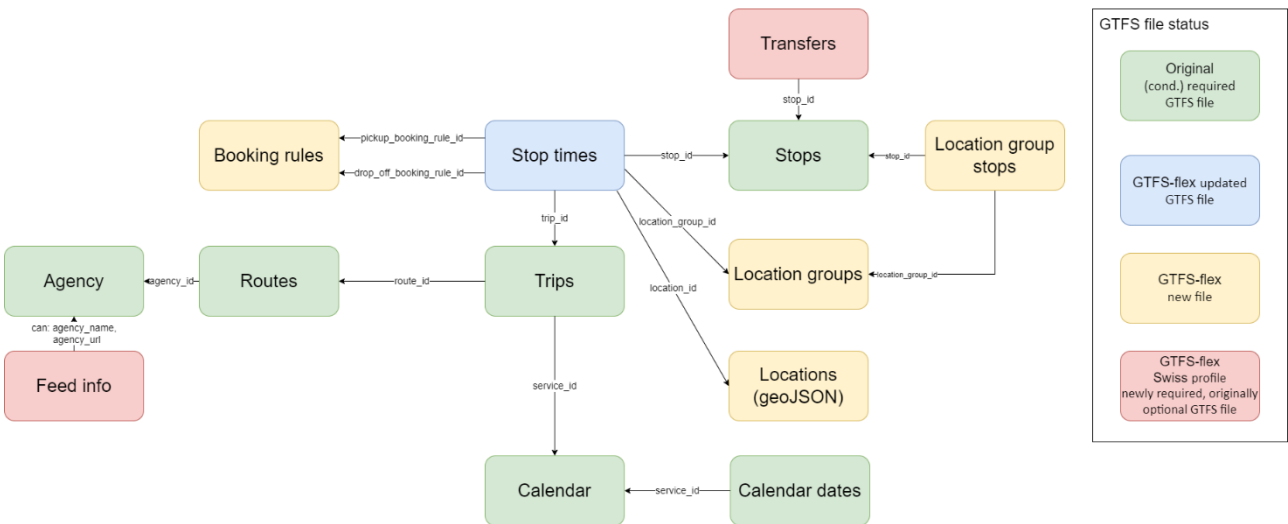 GTFS file status
Transfers
Original
(cond.) required
GTFS file
stop_id
Booking rules
pickup_booking_rule_id
drop_off_booking_rule_id
Stop times
stop_id
Stops
stop_id
Location group
stops
GTFS-flex updated
GTFS file
trip_id
location_group_id
Agency
agency_id
Routes
route_id
Trips
location_id
Location groups
location_group_id
GTFS-flex
new file
can: agency_name,
agency_url
Feed info
service_id
Locations
(geoJSON)
GTFS-flex
Swiss profile
newly required, originally
optional GTFS file
Calendar
service_id
Calendar dates